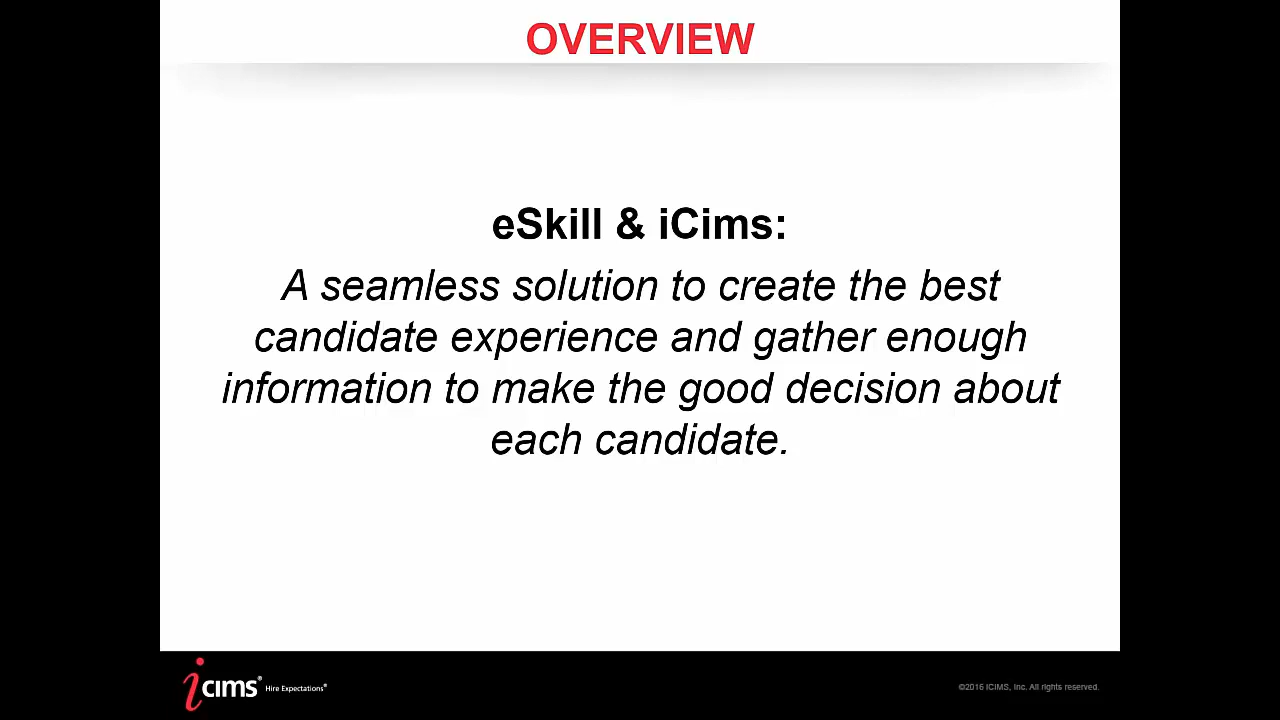 OVERVIEW
eSkill & iCims:
A seamless solution to create the best
candidate experience and gather enough
information to make the good decision about
each candidate.
icims® Hire Expectations®
©2016 iCIMS, Inc. All rights reserved.